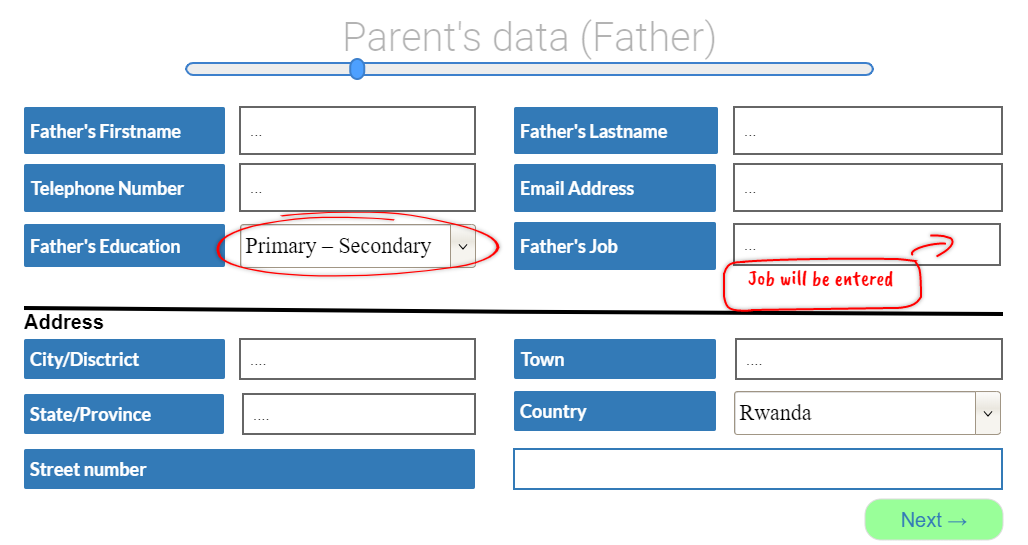 Parent's data (Father)
Father's Firstname ... Father's Lastname ...
Telephone Number ... Email Address ...
Father's Education Primary – Secondary Father's Job ...
Job will be entered
Address
City/Disctrict .... Town ....
State/Province .... Country Rwanda
Street number
Next →